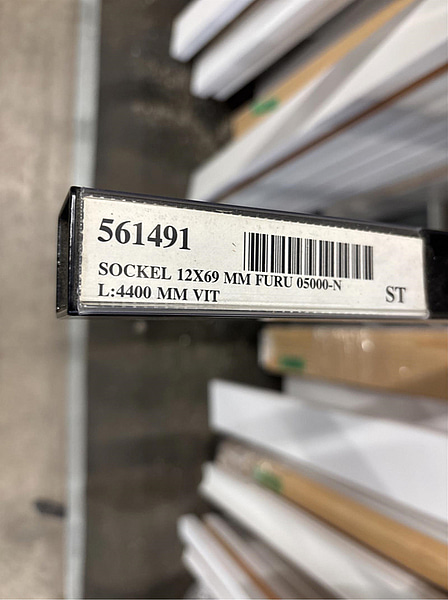 561491
SOCKEL 12X69 MM FURU 05000-N
L:4400 MM VIT
ST